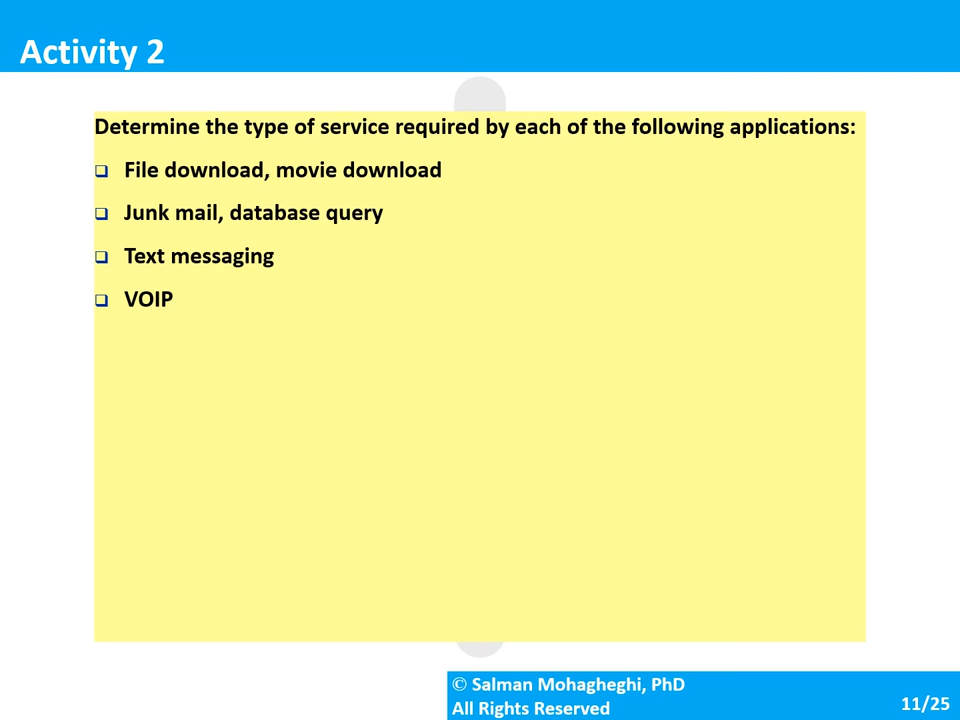 Activity 2
Determine the type of service required by each of the following applications:
❑ File download, movie download
❑ Junk mail, database query
❑ Text messaging
❑ VOIP
© Salman Mohagheghi, PhD
All Rights Reserved
11/25